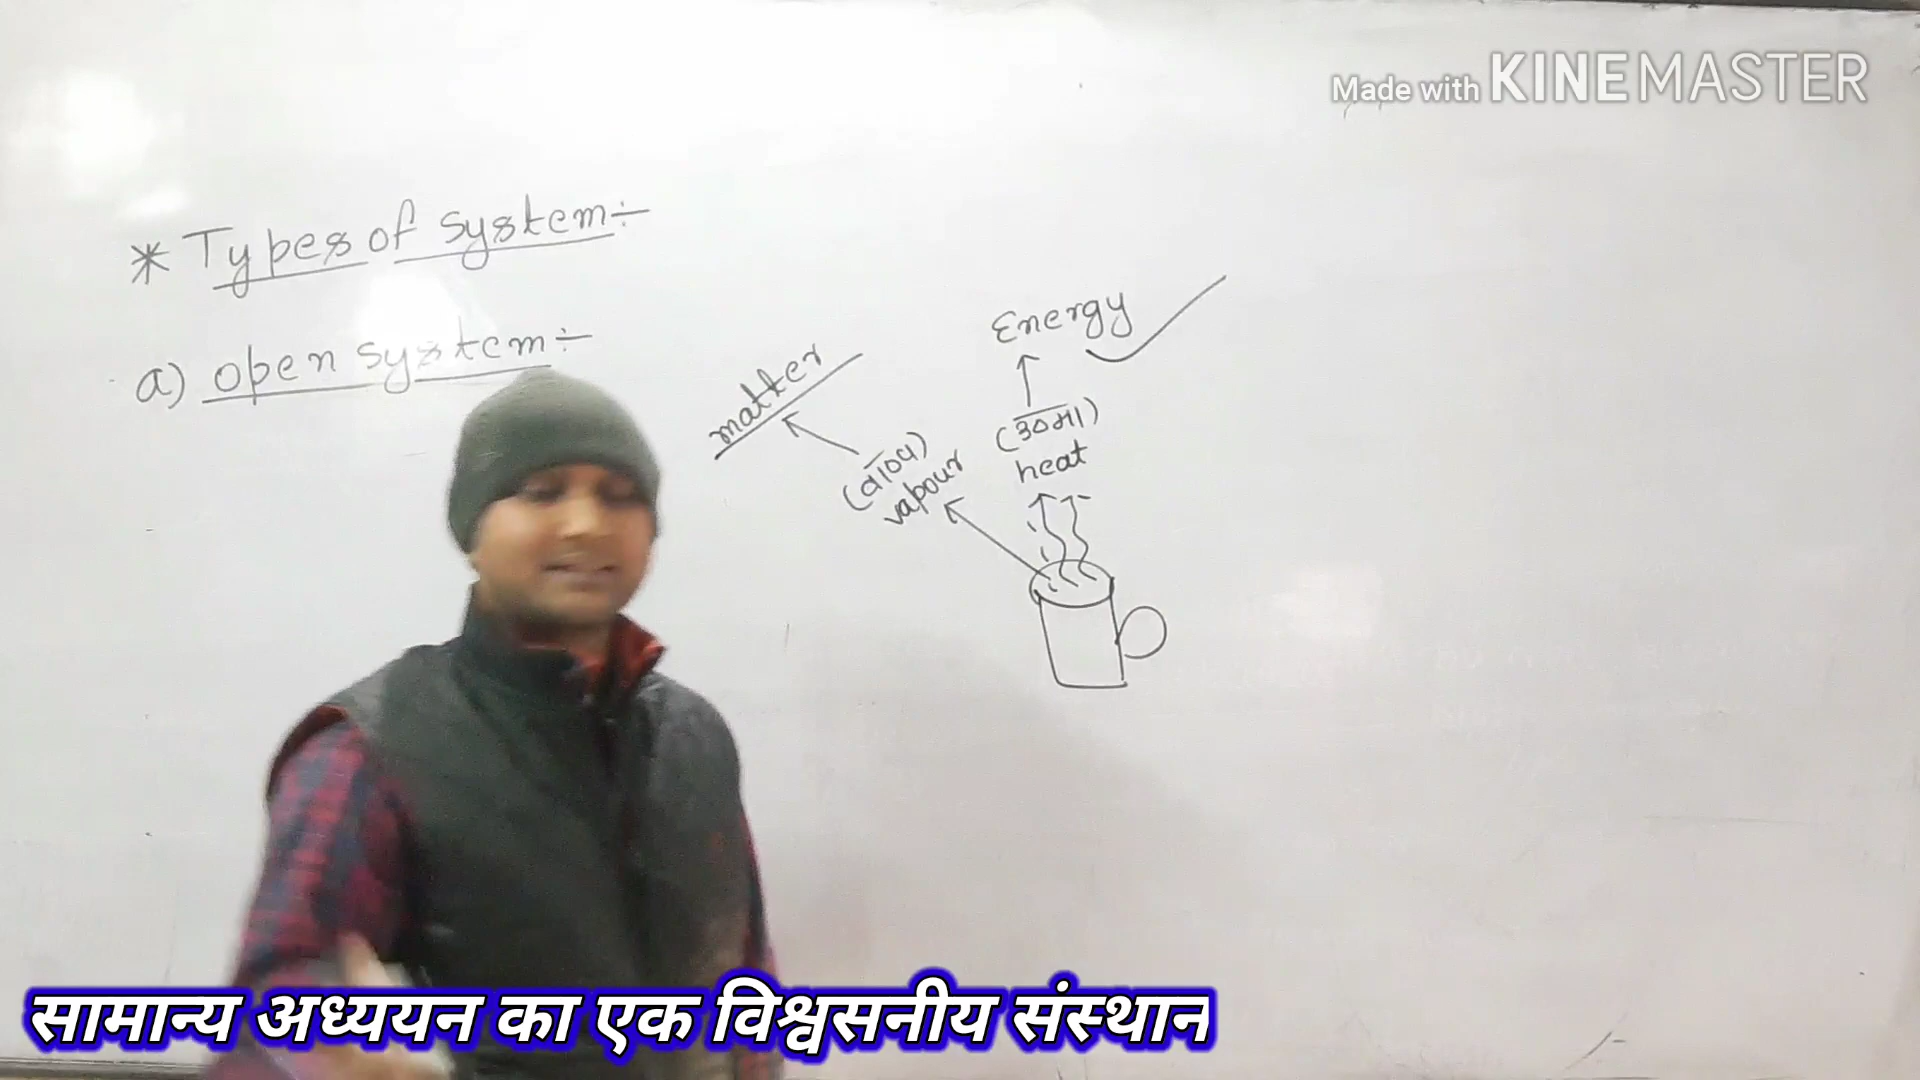 Made with KINEMASTER
* Types of system÷
a) open system÷
Energy
matter
(ऊष्मा)
heat
(वाष्प)
vapour
सामान्य अध्ययन का एक विश्वसनीय संस्थान